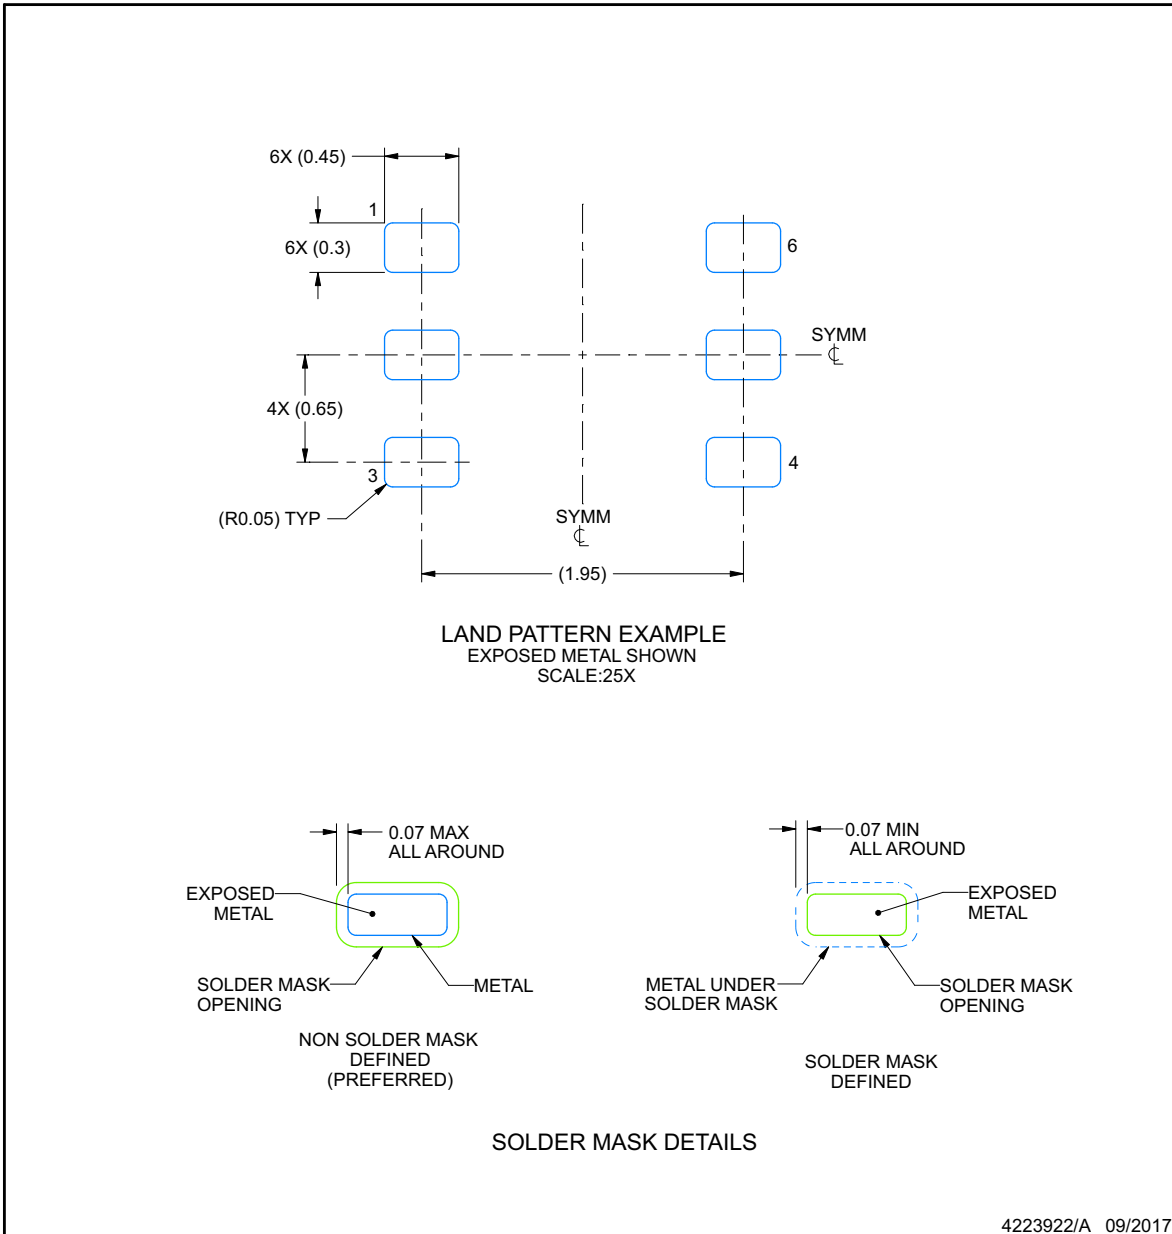 6X (0.45)
1
6X (0.3)
6
SYMM
4X (0.65)
3
4
(R0.05) TYP
SYMM
(1.95)
LAND PATTERN EXAMPLE
EXPOSED METAL SHOWN
SCALE:25X
0.07 MAX
ALL AROUND
EXPOSED
METAL
SOLDER MASK
OPENING
METAL
NON SOLDER MASK
DEFINED
(PREFERRED)
0.07 MIN
ALL AROUND
EXPOSED
METAL
METAL UNDER
SOLDER MASK
SOLDER MASK
OPENING
SOLDER MASK
DEFINED
SOLDER MASK DETAILS
4223922/A 09/2017